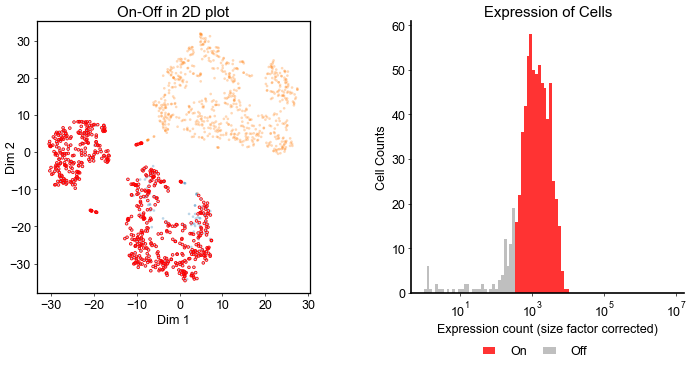 On-Off in 2D plot
Dim 2
30
20
10
0
−10
−20
−30
−30 −20 −10 0 10 20 30
Dim 1
Expression of Cells
Cell Counts
60
50
40
30
20
10
0
10^1 10^3 10^5 10^7
Expression count (size factor corrected)
On Off